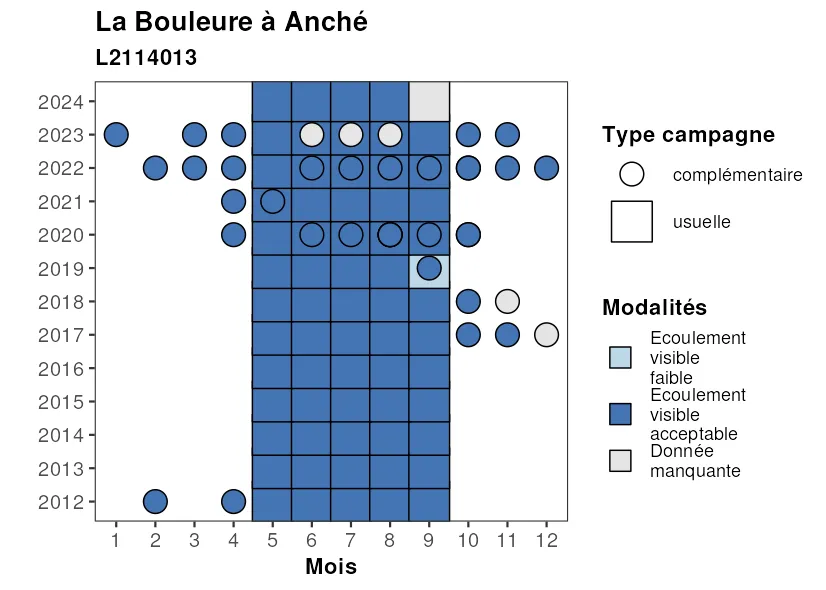 La Bouleure à Anché
L2114013
2024
2023
2022
2021
2020
2019
2018
2017
2016
2015
2014
2013
2012
1 2 3 4 5 6 7 8 9 10 11 12
Mois
Type campagne
complémentaire
usuelle
Modalités
Ecoulement
visible
faible
Ecoulement
visible
acceptable
Donnée
manquante